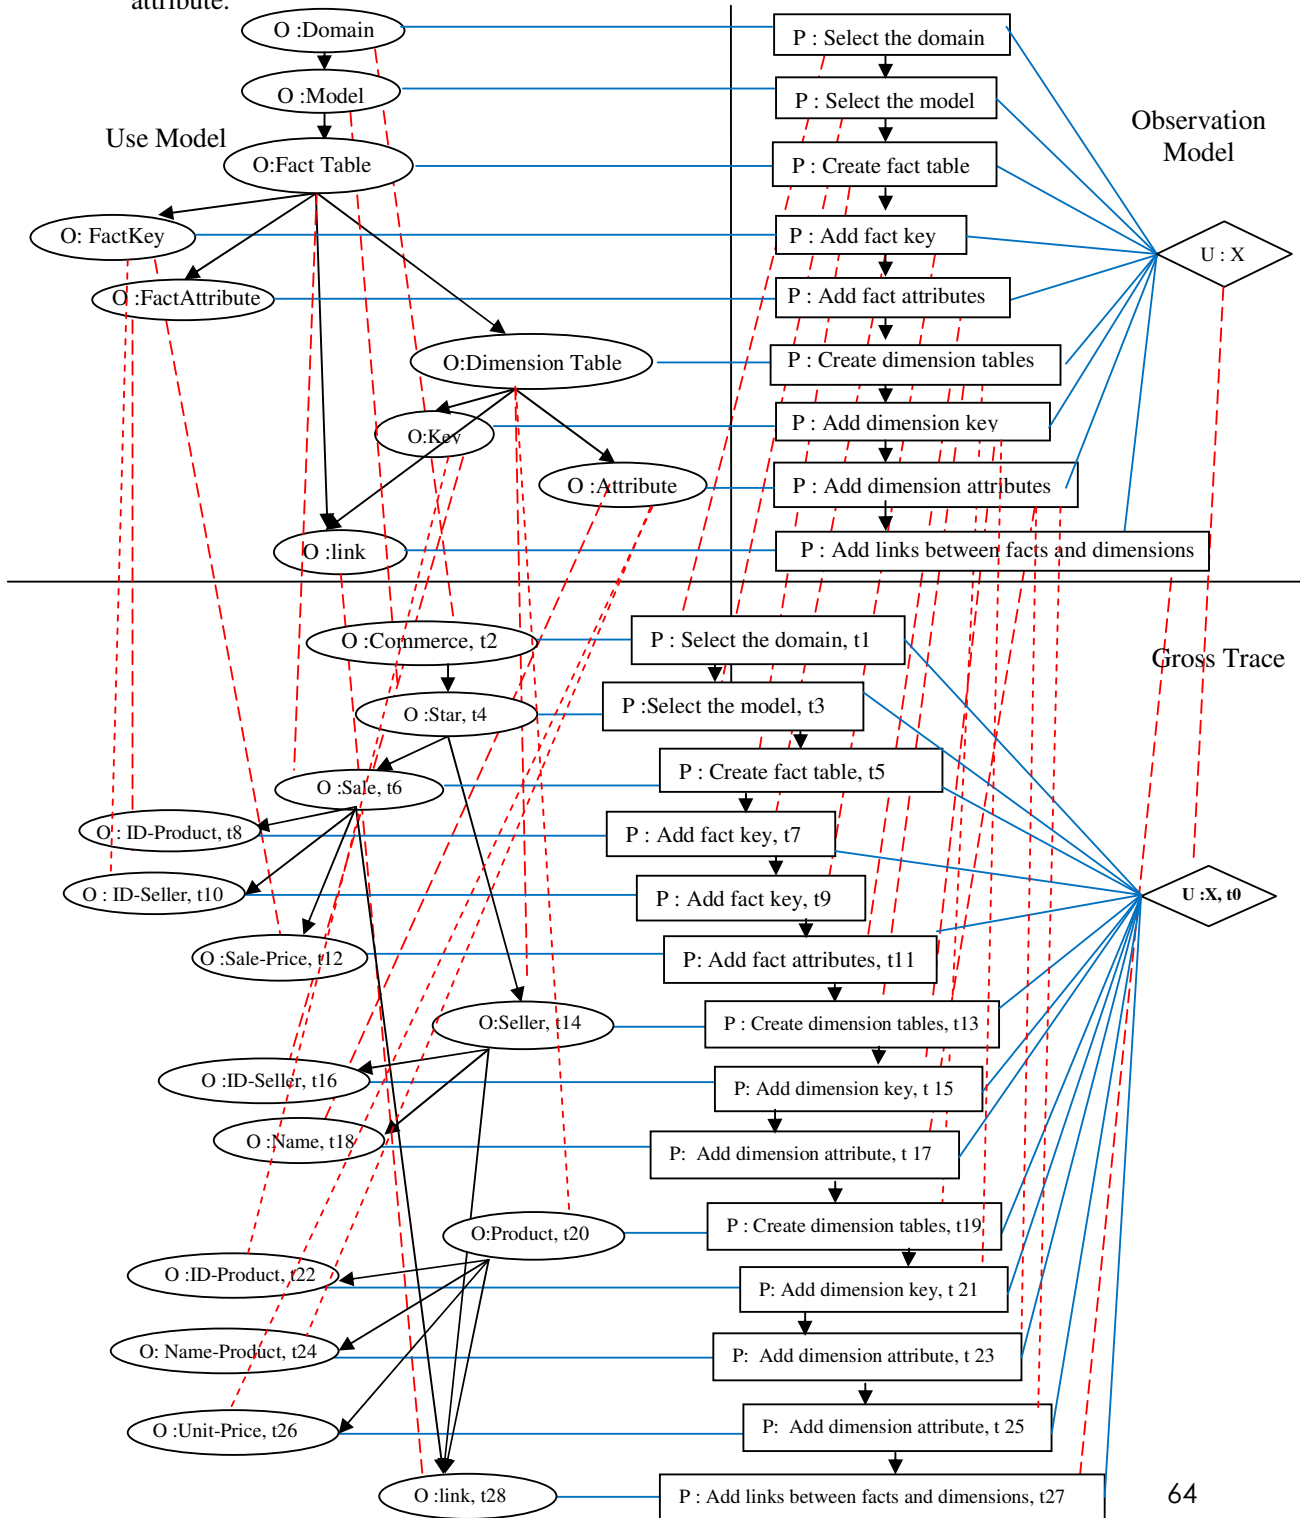 attribute.
O :Domain
P : Select the domain
O :Model
P : Select the model
Observation
Model
Use Model
O:Fact Table
P : Create fact table
O: FactKey
P : Add fact key
U : X
O :FactAttribute
P : Add fact attributes
O:Dimension Table
P : Create dimension tables
O:Key
P : Add dimension key
O :Attribute
P : Add dimension attributes
O :link
P : Add links between facts and dimensions
O :Commerce, t2
P : Select the domain, t1
Gross Trace
O :Star, t4
P :Select the model, t3
O :Sale, t6
P : Create fact table, t5
O : ID-Product, t8
P : Add fact key, t7
O : ID-Seller, t10
P : Add fact key, t9
U :X, t0
O :Sale-Price, t12
P: Add fact attributes, t11
O:Seller, t14
P : Create dimension tables, t13
O :ID-Seller, t16
P: Add dimension key, t 15
O :Name, t18
P: Add dimension attribute, t 17
O:Product, t20
P : Create dimension tables, t19
O :ID-Product, t22
P: Add dimension key, t 21
O: Name-Product, t24
P: Add dimension attribute, t 23
O :Unit-Price, t26
P: Add dimension attribute, t 25
O :link, t28
P : Add links between facts and dimensions, t27
64